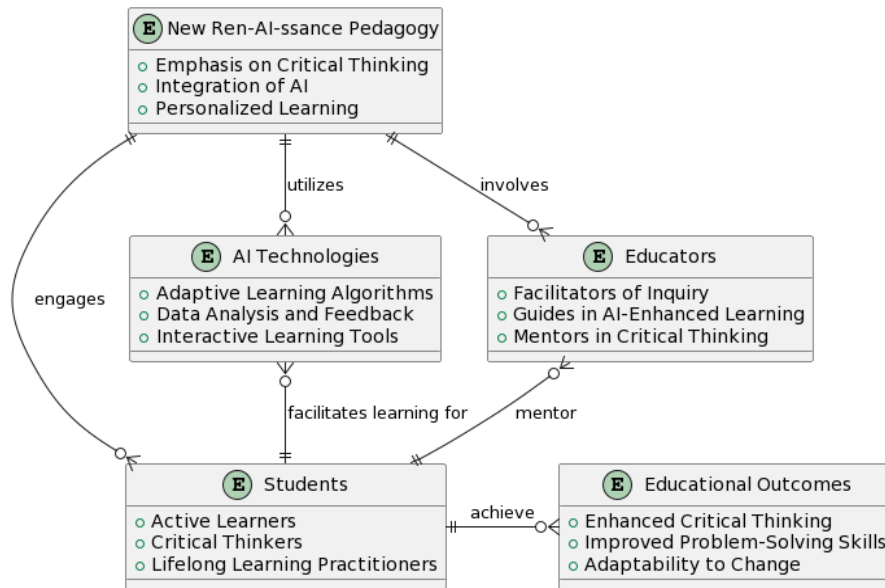 E New Ren-AI-ssance Pedagogy
Emphasis on Critical Thinking
Integration of AI
Personalized Learning
utilizes
involves
E AI Technologies
Adaptive Learning Algorithms
Data Analysis and Feedback
Interactive Learning Tools
E Educators
Facilitators of Inquiry
Guides in AI-Enhanced Learning
Mentors in Critical Thinking
engages
facilitates learning for
mentor
E Students
Active Learners
Critical Thinkers
Lifelong Learning Practitioners
achieve
E Educational Outcomes
Enhanced Critical Thinking
Improved Problem-Solving Skills
Adaptability to Change